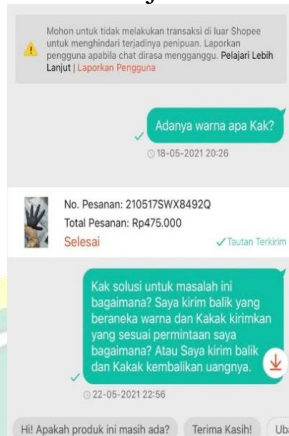 Mohon untuk tidak melakukan transaksi di luar Shopee
untuk menghindari terjadinya penipuan. Laporkan
pengguna apabila chat dirasa mengganggu. Pelajari Lebih
Lanjut | Laporkan Pengguna
Adanya warna apa Kak?
18-05-2021 20:26
No. Pesanan: 210517SWX8492Q
Total Pesanan: Rp475.000
Selesai
Tautan Terkirim
Kak solusi untuk masalah ini
bagaimana? Saya kirim balik yang
beraneka warna dan Kakak kirimkan
yang sesuai permintaan saya
bagaimana? Atau Saya kirim balik
dan Kakak kembalikan uangnya.
22-05-2021 22:56
Hi! Apakah produk ini masih ada?
Terima Kasih!
Uba